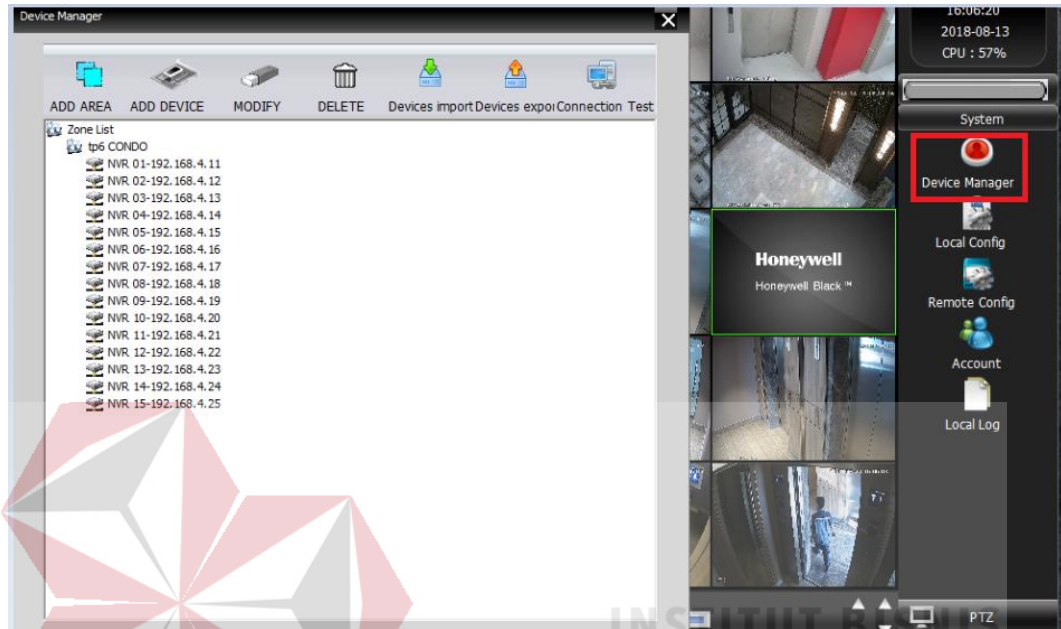 Device Manager
X
ADD AREA ADD DEVICE MODIFY DELETE Devices import Devices expor Connection Test
Zone List
tp6 CONDO
NVR 01-192.168.4.11
NVR 02-192.168.4.12
NVR 03-192.168.4.13
NVR 04-192.168.4.14
NVR 05-192.168.4.15
NVR 06-192.168.4.16
NVR 07-192.168.4.17
NVR 08-192.168.4.18
NVR 09-192.168.4.19
NVR 10-192.168.4.20
NVR 11-192.168.4.21
NVR 12-192.168.4.22
NVR 13-192.168.4.23
NVR 14-192.168.4.24
NVR 15-192.168.4.25
Honeywell
Honeywell Black ™
16:06:20
2018-08-13
CPU : 57%
System
Device Manager
Local Config
Remote Config
Account
Local Log
PTZ
INSTITUT BISNIS